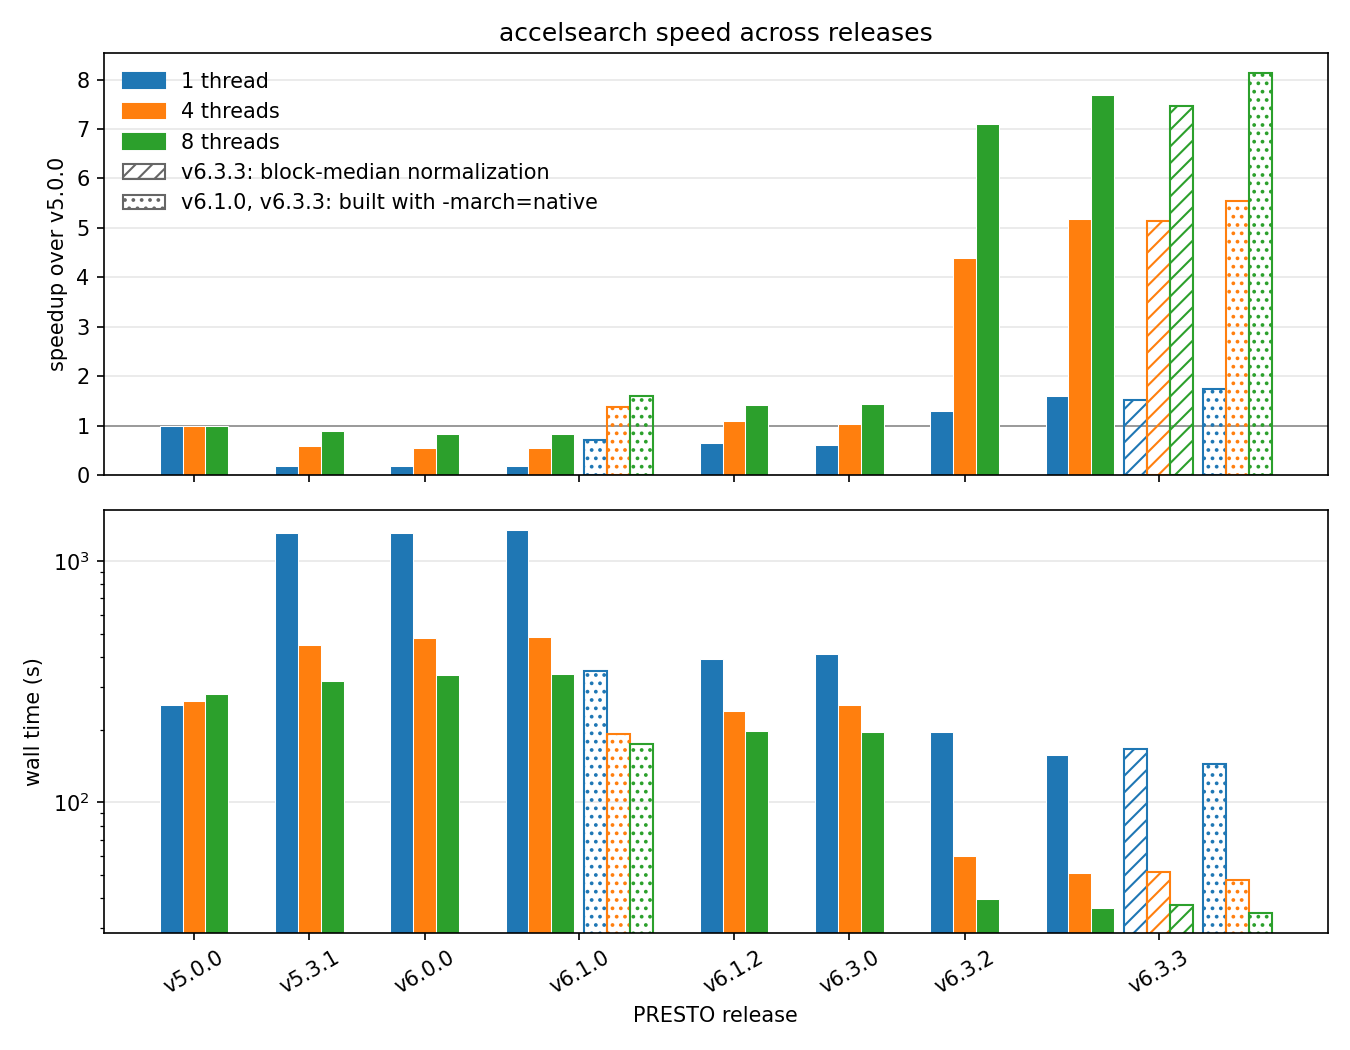 accelsearch speed across releases
8
7
6
5
4
3
2
1
0
speedup over v5.0.0
1 thread
4 threads
8 threads
v6.3.3: block-median normalization
v6.1.0, v6.3.3: built with -march=native
10³
10²
wall time (s)
v5.0.0
v5.3.1
v6.0.0
v6.1.0
v6.1.2
v6.3.0
v6.3.2
v6.3.3
PRESTO release